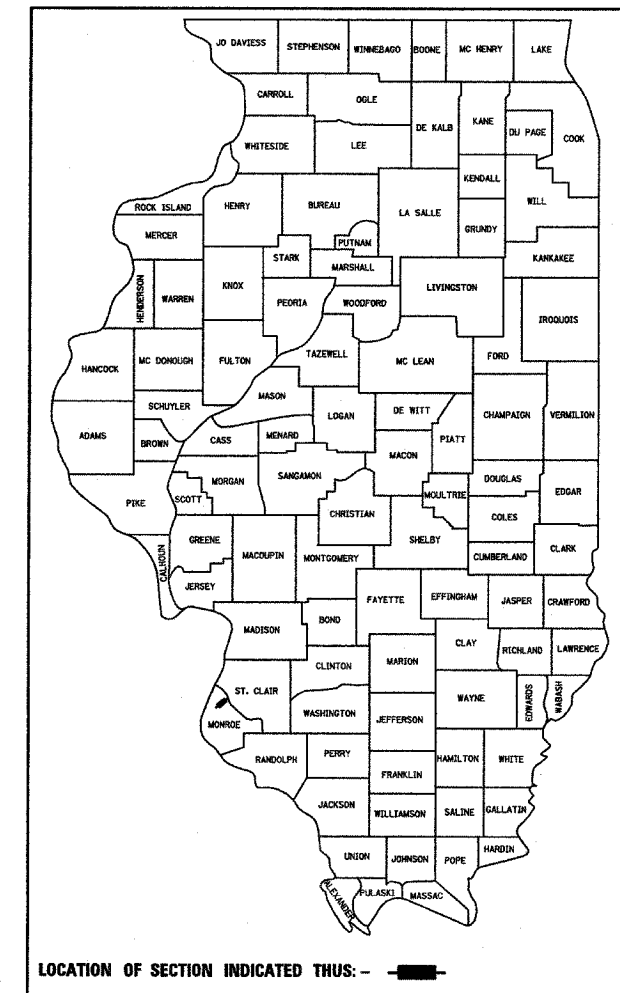 JO DAVIESS
STEPHENSON
WINNEBAGO
BOONE
MC HENRY
LAKE
CARROLL
OGLE
DE KALB
KANE
DU PAGE
COOK
WHITESIDE
LEE
KENDALL
ROCK ISLAND
HENRY
BUREAU
LA SALLE
GRUNDY
WILL
MERCER
PUTNAM
STARK
MARSHALL
KANKAKEE
HENDERSON
WARREN
KNOX
PEORIA
WOODFORD
LIVINGSTON
IROQUOIS
HANCOCK
MC DONOUGH
FULTON
TAZEWELL
MC LEAN
FORD
SCHUYLER
MASON
LOGAN
DE WITT
CHAMPAIGN
VERMILION
ADAMS
BROWN
CASS
MENARD
MACON
PIATT
PIKE
SCOTT
MORGAN
SANGAMON
CHRISTIAN
MOULTRIE
DOUGLAS
EDGAR
COLES
CALHOUN
GREENE
MACOUPIN
MONTGOMERY
SHELBY
CUMBERLAND
CLARK
JERSEY
FAYETTE
EFFINGHAM
JASPER
CRAWFORD
MADISON
BOND
CLAY
RICHLAND
LAWRENCE
CLINTON
MARION
ST. CLAIR
WAYNE
EDWARDS
WABASH
MONROE
WASHINGTON
JEFFERSON
RANDOLPH
PERRY
HAMILTON
WHITE
FRANKLIN
JACKSON
WILLIAMSON
SALINE
GALLATIN
UNION
JOHNSON
POPE
HARDIN
ALEXANDER
PULASKI
MASSAC
LOCATION OF SECTION INDICATED THUS: -